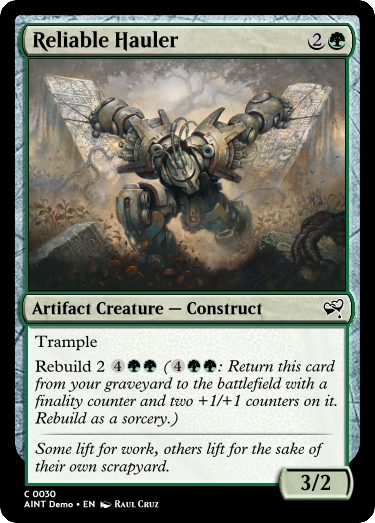 Reliable Hauler 2
Artifact Creature — Construct
Trample
Rebuild 2 4 (4: Return this card
from your graveyard to the battlefield with a
finality counter and two +1/+1 counters on it.
Rebuild as a sorcery.)
Some lift for work, others lift for the sake of
their own scrapyard.
3/2
C 0030
AINT Demo • EN Raul Cruz